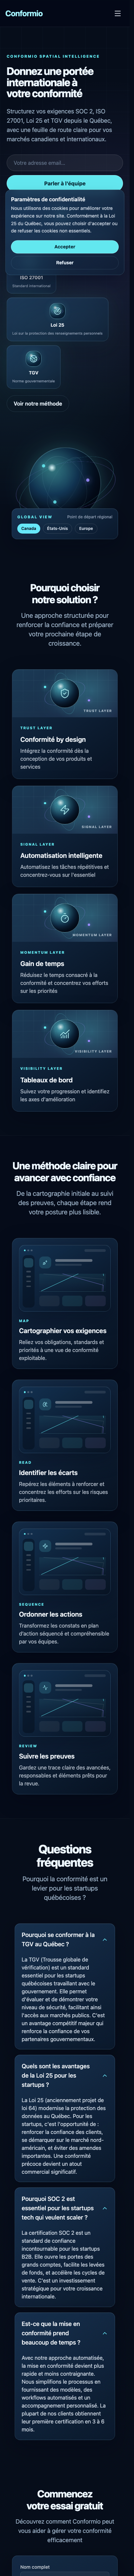 Conformio
CONFORMIO SPATIAL INTELLIGENCE
Donnez une portée
internationale à
votre conformité
Structurez vos exigences SOC 2, ISO
27001, Loi 25 et TGV depuis le Québec,
avec une feuille de route claire pour vos
marchés canadiens et internationaux.
Votre adresse email...
Parler à l'équipe
Paramètres de confidentialité
Nous utilisons des cookies pour améliorer votre
expérience sur notre site. Conformément à la Loi
25 du Québec, vous pouvez choisir d'accepter ou
de refuser les cookies non essentiels.
Accepter
Refuser
ISO 27001
Standard international
Loi 25
Loi sur la protection des renseignements personnels
TGV
Norme gouvernementale
Voir notre méthode
GLOBAL VIEW
Point de départ régional
Canada
États-Unis
Europe
Pourquoi choisir
notre solution ?
Une approche structurée pour
renforcer la confiance et préparer
votre prochaine étape de
croissance.
TRUST LAYER
TRUST LAYER
Conformité by design
Intégrez la conformité dès la
conception de vos produits et
services
SIGNAL LAYER
SIGNAL LAYER
Automatisation intelligente
Automatisez les tâches répétitives et
concentrez-vous sur l'essentiel
MOMENTUM LAYER
MOMENTUM LAYER
Gain de temps
Réduisez le temps consacré à la
conformité et concentrez vos efforts
sur les priorités
VISIBILITY LAYER
VISIBILITY LAYER
Tableaux de bord
Suivez votre progression et identifiez
les axes d'amélioration
Une méthode claire pour
avancer avec confiance
De la cartographie initiale au suivi
des preuves, chaque étape rend
votre posture plus lisible.
MAP
Cartographier vos exigences
Reliez vos obligations, standards et
priorités à une vue de conformité
exploitable.
READ
Identifier les écarts
Repérez les éléments à renforcer et
concentrez les efforts sur les risques
prioritaires.
SEQUENCE
Ordonner les actions
Transformez les constats en plan
d'action séquencé et compréhensible
par vos équipes.
REVIEW
Suivre les preuves
Gardez une trace claire des avancées,
responsables et éléments prêts pour
la revue.
Questions
fréquentes
Pourquoi la conformité est un
levier pour les startups
québécoises ?
Pourquoi se conformer à la
TGV au Québec ?
La TGV (Trousse globale de
vérification) est un standard
essentiel pour les startups
québécoises travaillant avec le
gouvernement. Elle permet
d'évaluer et de démontrer votre
niveau de sécurité, facilitant ainsi
l'accès aux marchés publics. C'est
un avantage compétitif majeur qui
renforce la confiance de vos
partenaires gouvernementaux.
Quels sont les avantages
de la Loi 25 pour les
startups ?
La Loi 25 (anciennement projet de
loi 64) modernise la protection des
données au Québec. Pour les
startups, c'est l'opportunité de :
renforcer la confiance des clients,
se démarquer sur le marché nord-
américain, et éviter des amendes
importantes. Une conformité
précoce devient un atout
commercial significatif.
Pourquoi SOC 2 est
essentiel pour les startups
tech qui veulent scaler ?
La certification SOC 2 est un
standard de confiance
incontournable pour les startups
B2B. Elle ouvre les portes des
grands comptes, facilite les levées
de fonds, et accélère les cycles de
vente. C'est un investissement
stratégique pour votre croissance
internationale.
Est-ce que la mise en
conformité prend
beaucoup de temps ?
Avec notre approche automatisée,
la mise en conformité devient plus
rapide et moins contraignante.
Nous simplifions le processus en
fournissant des modèles, des
workflows automatisés et un
accompagnement personnalisé. La
plupart de nos clients obtiennent
leur première certification en 3 à 6
mois.
Commencez
votre essai gratuit
Découvrez comment Conformio peut
vous aider à gérer votre conformité
efficacement
Nom complet